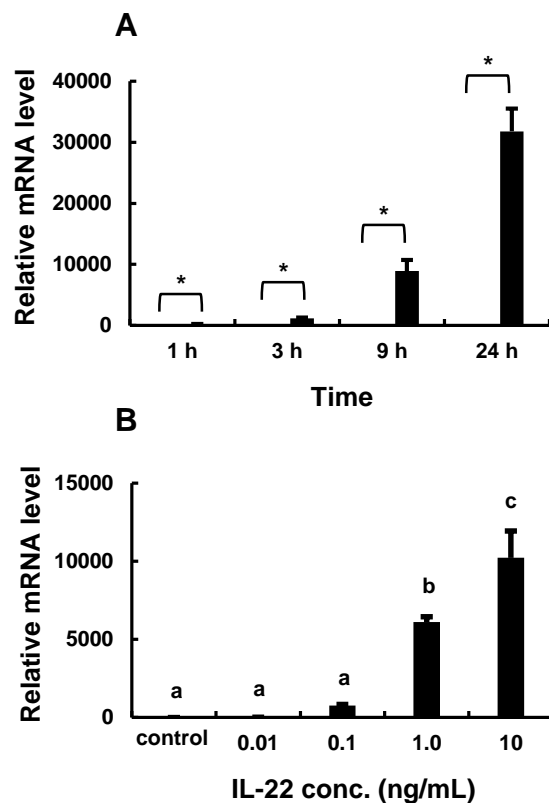 A
Relative mRNA level
40000
30000
20000
10000
0
*
*
*
*
1 h 3 h 9 h 24 h
Time
B
Relative mRNA level
15000
10000
5000
0
a a a b c
control 0.01 0.1 1.0 10
IL-22 conc. (ng/mL)